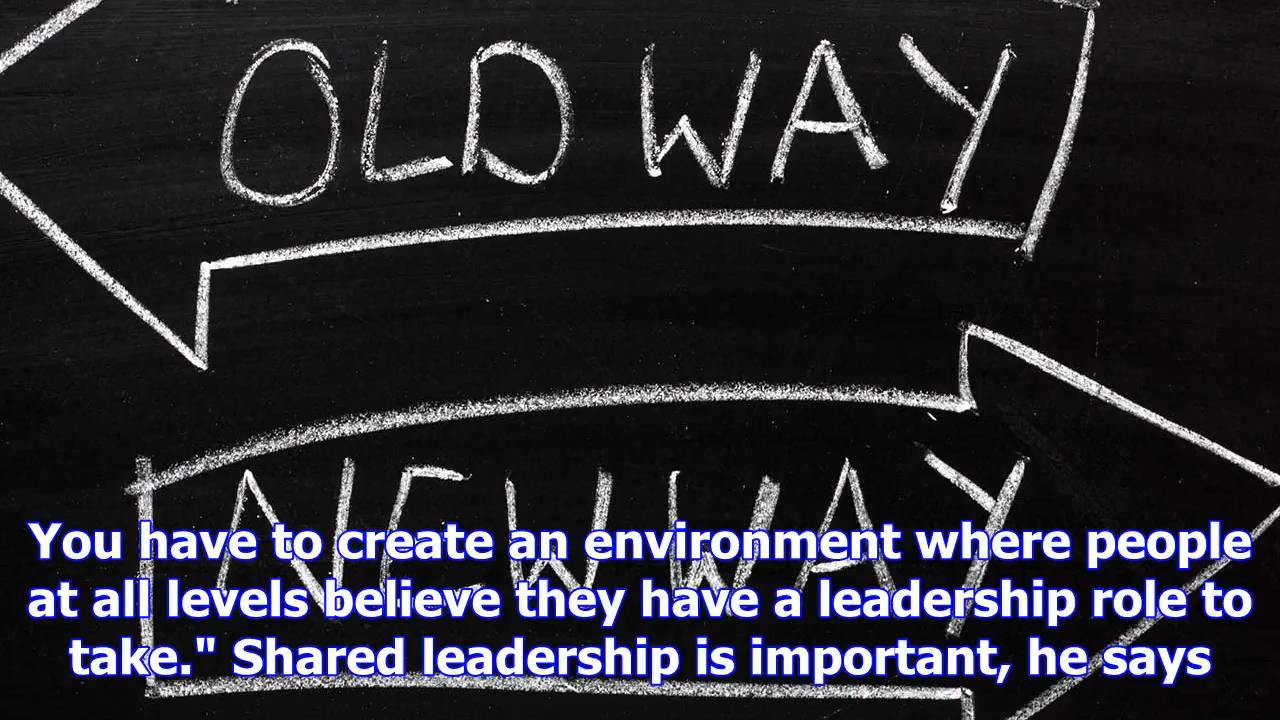 OLD WAY
NEW WAY
You have to create an environment where people
at all levels believe they have a leadership role to
take." Shared leadership is important, he says